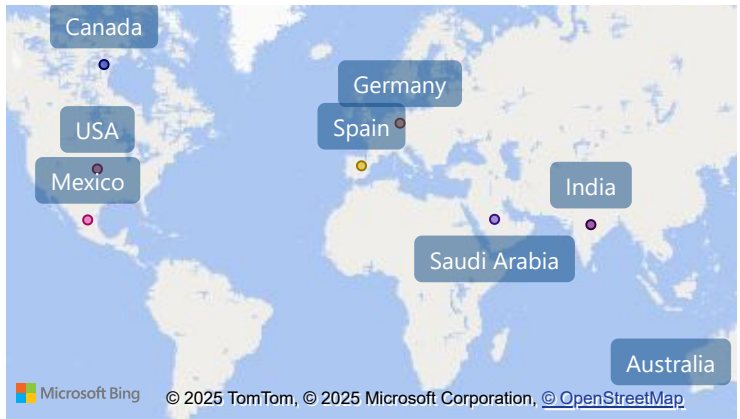 Canada
Germany
USA
Spain
Mexico
India
Saudi Arabia
Australia
Microsoft Bing
© 2025 TomTom, © 2025 Microsoft Corporation, © OpenStreetMap